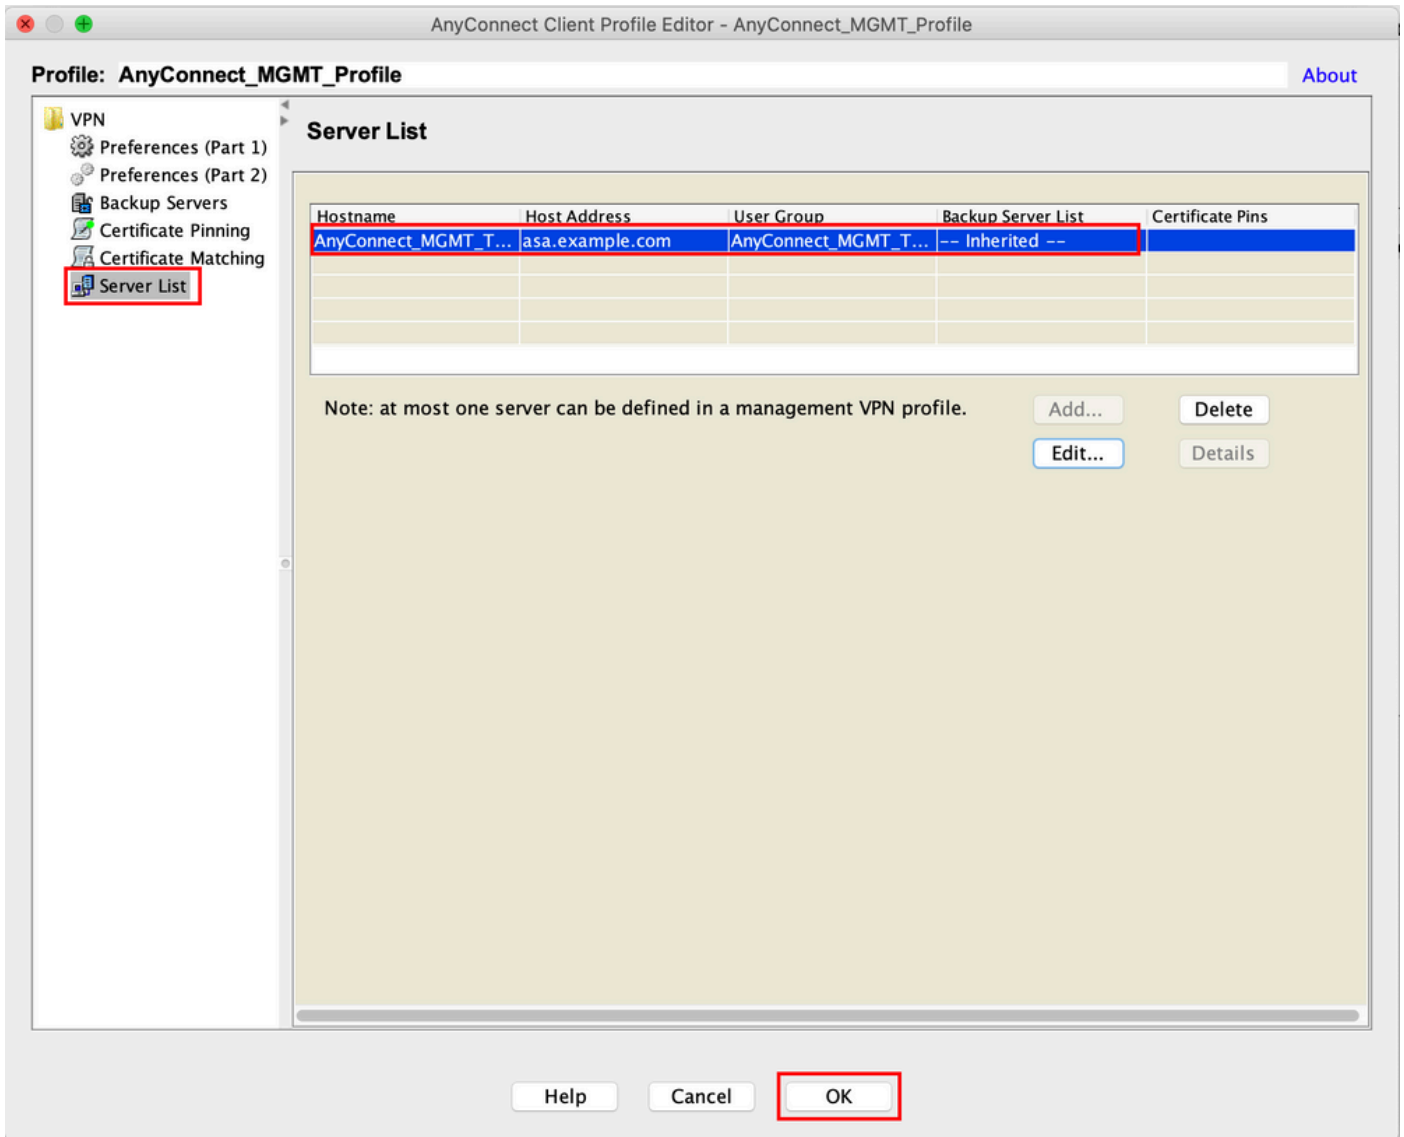 AnyConnect Client Profile Editor - AnyConnect_MGMT_Profile
Profile: AnyConnect_MGMT_Profile
About
VPN
Preferences (Part 1)
Preferences (Part 2)
Backup Servers
Certificate Pinning
Certificate Matching
Server List
Server List
Hostname Host Address User Group Backup Server List Certificate Pins
AnyConnect_MGMT_T... asa.example.com AnyConnect_MGMT_T... -- Inherited --
Note: at most one server can be defined in a management VPN profile.
Add... Delete
Edit... Details
Help Cancel OK